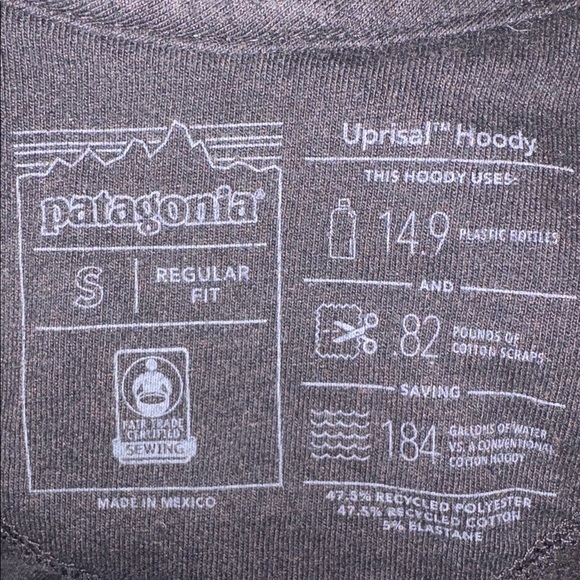 patagonia®
S
REGULAR
FIT
FAIR TRADE
CERTIFIED
SEWING
MADE IN MEXICO
Uprisal™ Hoody
THIS HOODY USES:
14.9 PLASTIC BOTTLES
AND
.82 POUNDS OF
COTTON SCRAPS
SAVING
184 GALLONS OF WATER
VS. A CONVENTIONAL
COTTON HOODY
47.5% RECYCLED POLYESTER
47.5% RECYCLED COTTON
5% ELASTANE